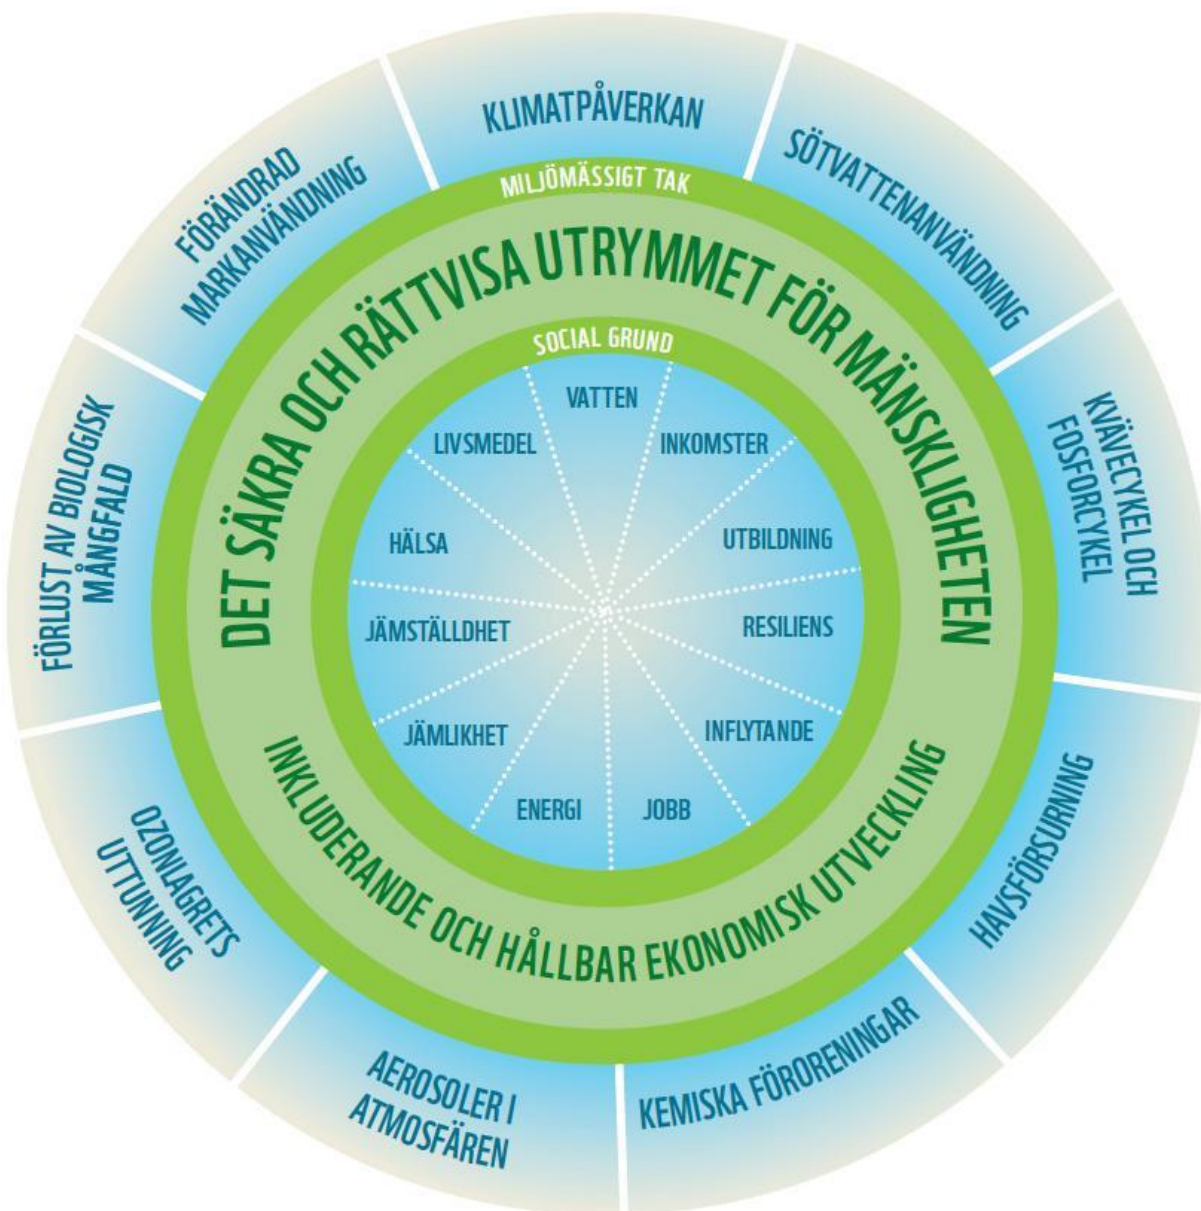 KLIMATPÅVERKAN
SÖTVATTENANVÄNDNING
KVÄVECYKEL OCH
FOSFORCYKEL
HAVSFÖRSURNING
KEMISKA FÖRORENINGAR
AEROSOLER I
ATMOSFÄREN
OZONLAGRETS
UTTUNNING
FÖRLUST AV BIOLOGISK
MÅNGFALD
FÖRÄNDRAD
MARKANVÄNDNING
MILJÖMÄSSIGT TAK
DET SÄKRA OCH RÄTTVISA UTRYMMET FÖR MÄNSKLIGHETEN
SOCIAL GRUND
VATTEN
INKOMSTER
UTBILDNING
RESILIENS
INFLYTANDE
JOBB
ENERGI
JÄMLIKHET
JÄMSTÄLLDHET
HÄLSA
LIVSMEDEL
INKLUDERANDE OCH HÅLLBAR EKONOMISK UTVECKLING